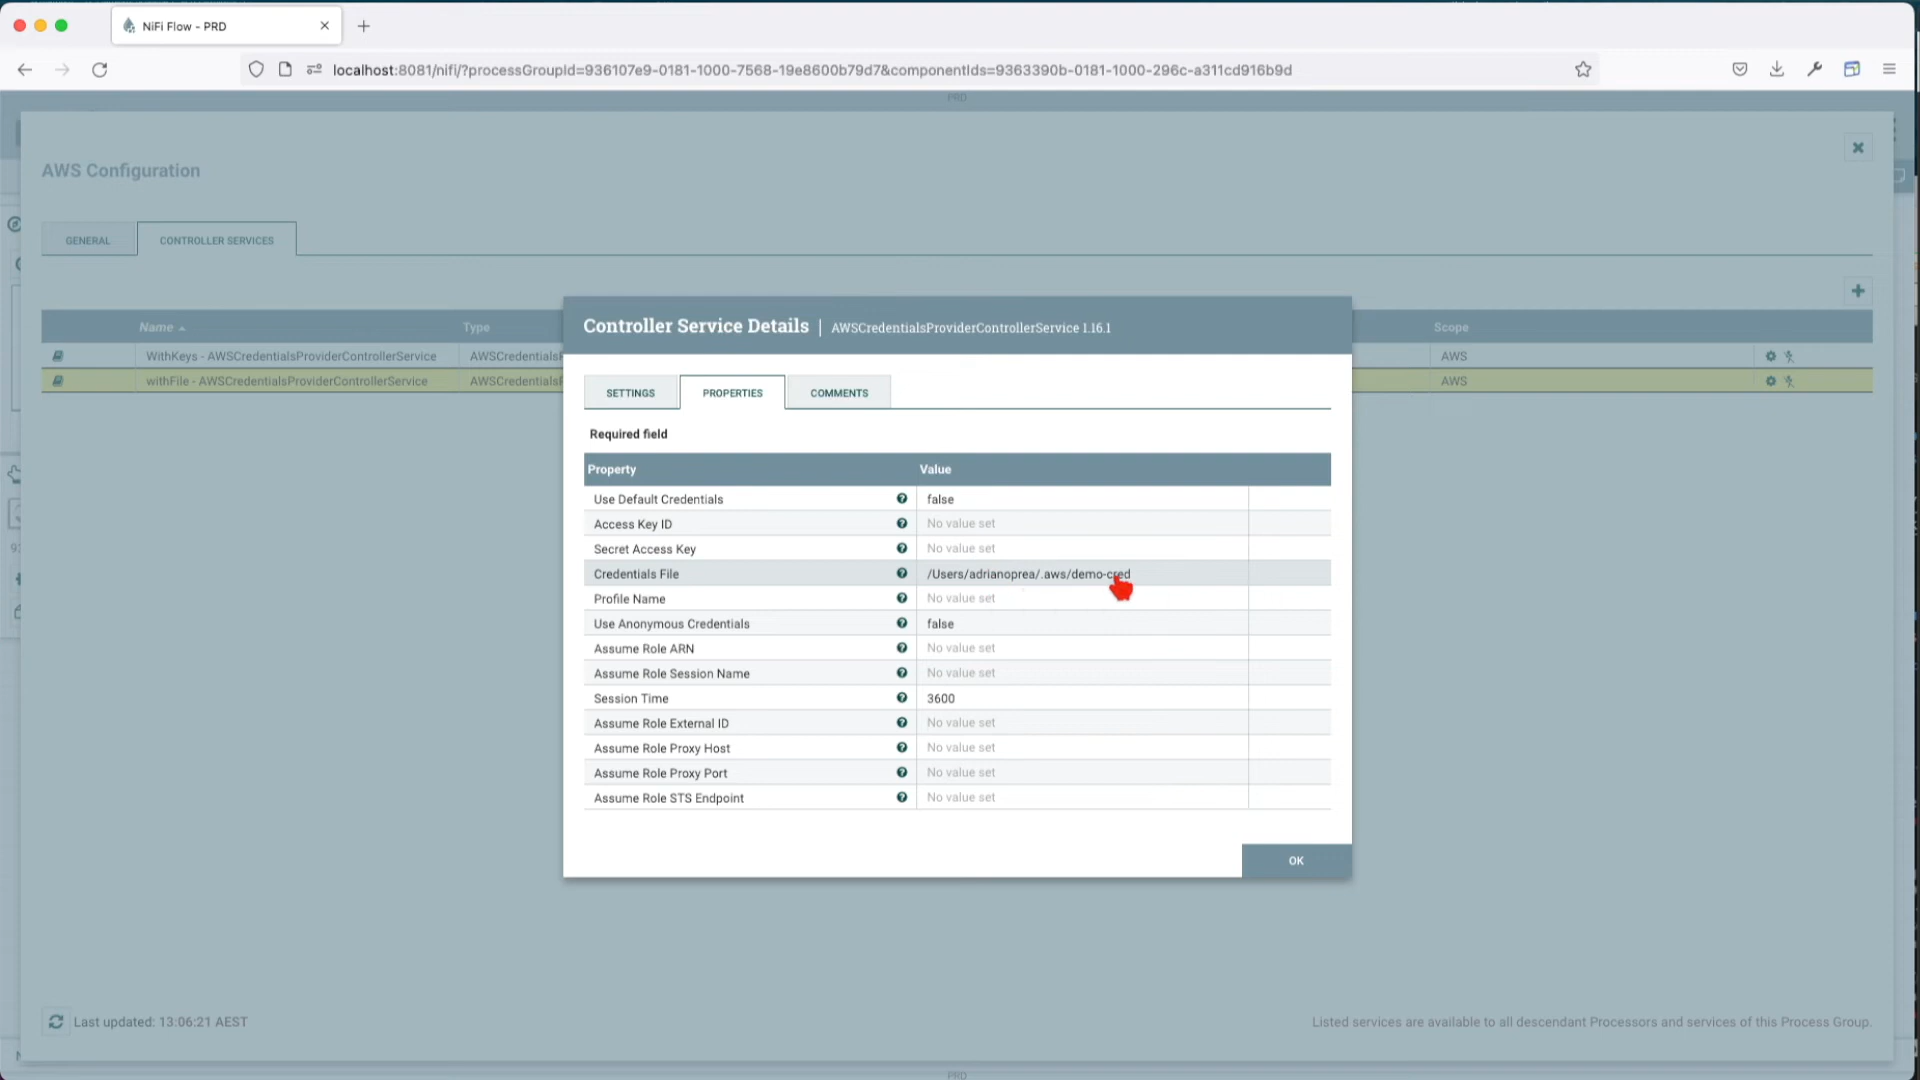 NiFi Flow - PRD
localhost:8081/nifi/?processGroupId=936107e9-0181-1000-7568-19e8600b79d7&componentIds=9363390b-0181-1000-296c-a311cd916b9d
PRD
AWS Configuration
GENERAL
CONTROLLER SERVICES
Name Type Scope
WithKeys - AWSCredentialsProviderControllerService AWSCredentials AWS
withFile - AWSCredentialsProviderControllerService AWSCredentials AWS
Controller Service Details | AWSCredentialsProviderControllerService 1.16.1
SETTINGS PROPERTIES COMMENTS
Required field
Property Value
Use Default Credentials false
Access Key ID No value set
Secret Access Key No value set
Credentials File /Users/adrianoprea/.aws/demo-cred
Profile Name No value set
Use Anonymous Credentials false
Assume Role ARN No value set
Assume Role Session Name No value set
Session Time 3600
Assume Role External ID No value set
Assume Role Proxy Host No value set
Assume Role Proxy Port No value set
Assume Role STS Endpoint No value set
OK
Last updated: 13:06:21 AEST
Listed services are available to all descendant Processors and services of this Process Group.
PRD